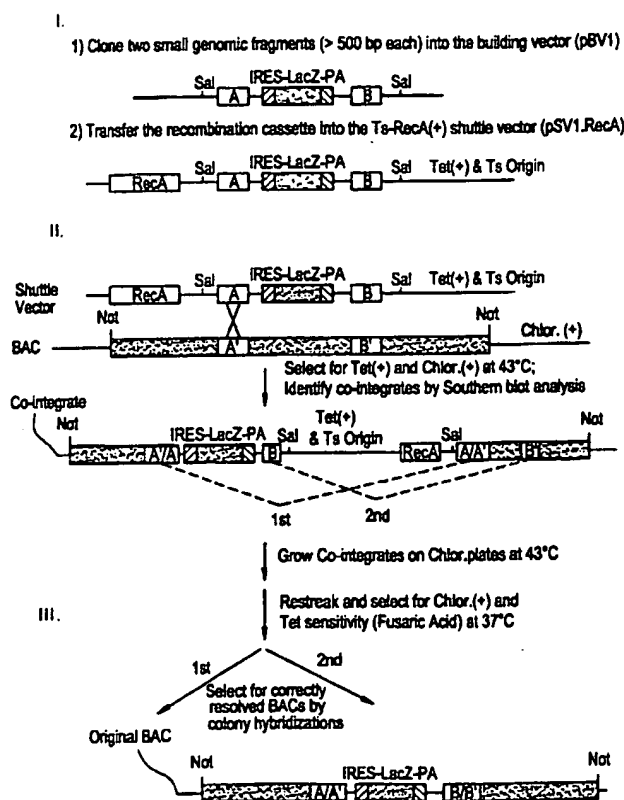 I.
1) Clone two small genomic fragments (> 500 bp each) into the building vector (pBV1)
IRES-LacZ-PA
Sal A B Sal
2) Transfer the recombination cassette into the Ts-RecA(+) shuttle vector (pSV1.RecA)
IRES-LacZ-PA
RecA Sal A B Sal Tet(+) & Ts Origin
II.
IRES-LacZ-PA
Shuttle Vector RecA Sal A B Sal Tet(+) & Ts Origin
Not Not
BAC A' B' Chlor. (+)
Select for Tet(+) and Chlor.(+) at 43°C;
Identify co-integrates by Southern blot analysis
Co-integrate
Not IRES-LacZ-PA Sal Tet(+) & Ts Origin Sal Not
A'/A B RecA A/A' B'
1st 2nd
Grow Co-integrates on Chlor.plates at 43°C
Restreak and select for Chlor.(+) and
Tet sensitivity (Fusaric Acid) at 37°C
III.
1st 2nd
Select for correctly
resolved BACs by
colony hybridizations
Original BAC
Not IRES-LacZ-PA Not
A/A' B/B'